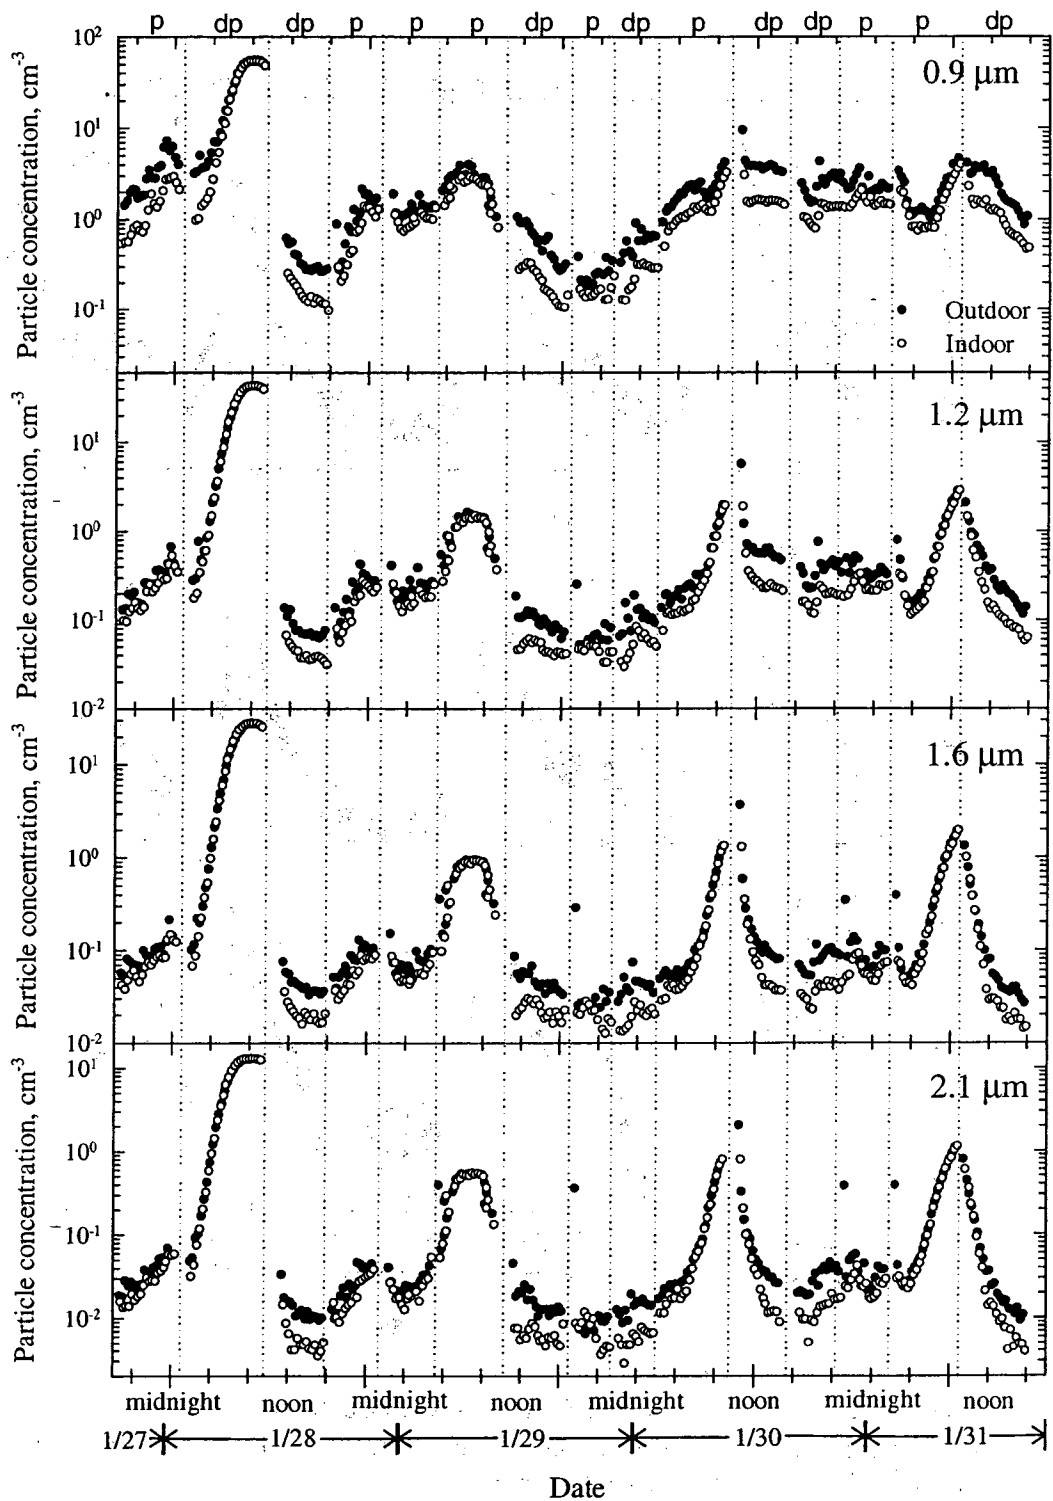 p dp dp p p p dp p dp p dp dp p p dp
Particle concentration, cm-3
10²
10¹
10⁰
10-¹
0.9 μm
Outdoor
Indoor
Particle concentration, cm-3
10¹
10⁰
10-¹
10-²
1.2 μm
Particle concentration, cm-3
10¹
10⁰
10-¹
10-²
1.6 μm
Particle concentration, cm-3
10¹
10⁰
10-¹
10-²
2.1 μm
midnight noon midnight noon midnight noon midnight noon
1/27 1/28 1/29 1/30 1/31
Date